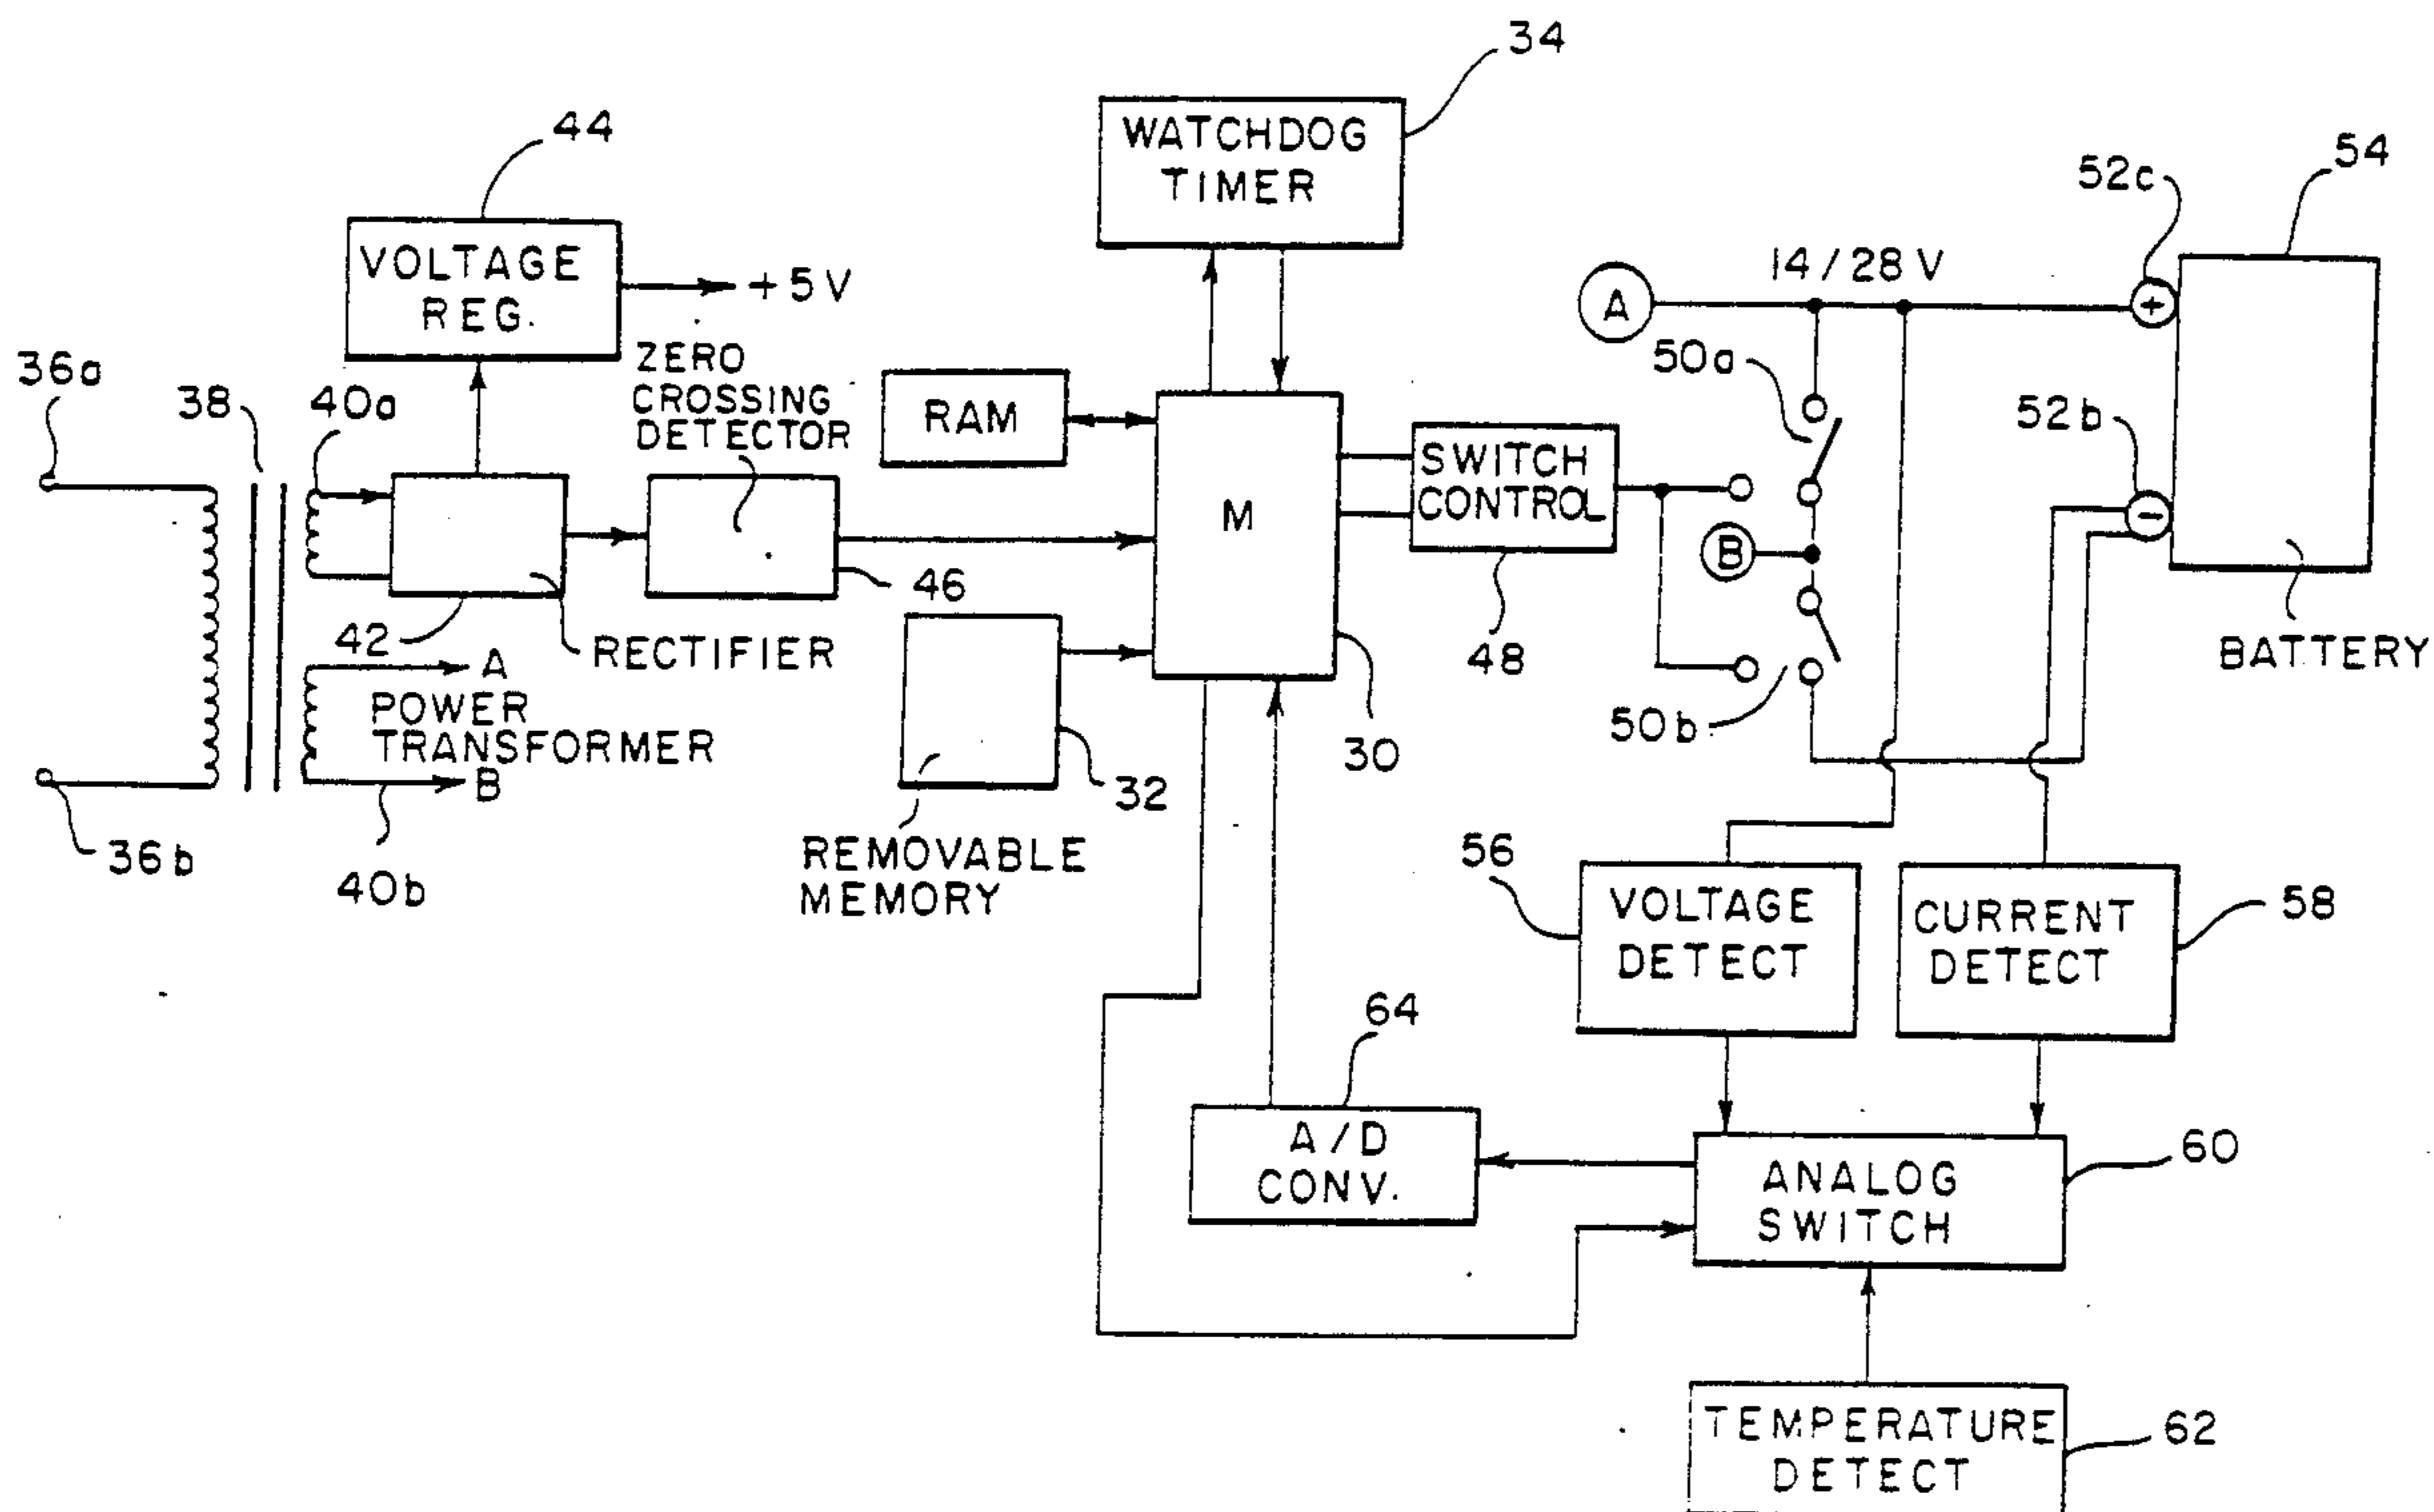 34
WATCHDOG
TIMER
44
VOLTAGE
REG.
+5V
52c
54
14/28V
A
+
36a
38
40a
ZERO
CROSSING
DETECTOR
RAM
50a
52b
M
SWITCH
CONTROL
B
-
46
42
RECTIFIER
48
BATTERY
A
POWER
TRANSFORMER
B
50b
30
32
36b
40b
REMOVABLE
MEMORY
56
VOLTAGE
DETECT
CURRENT
DETECT
58
64
A/D
CONV.
ANALOG
SWITCH
60
TEMPERATURE
DETECT
62